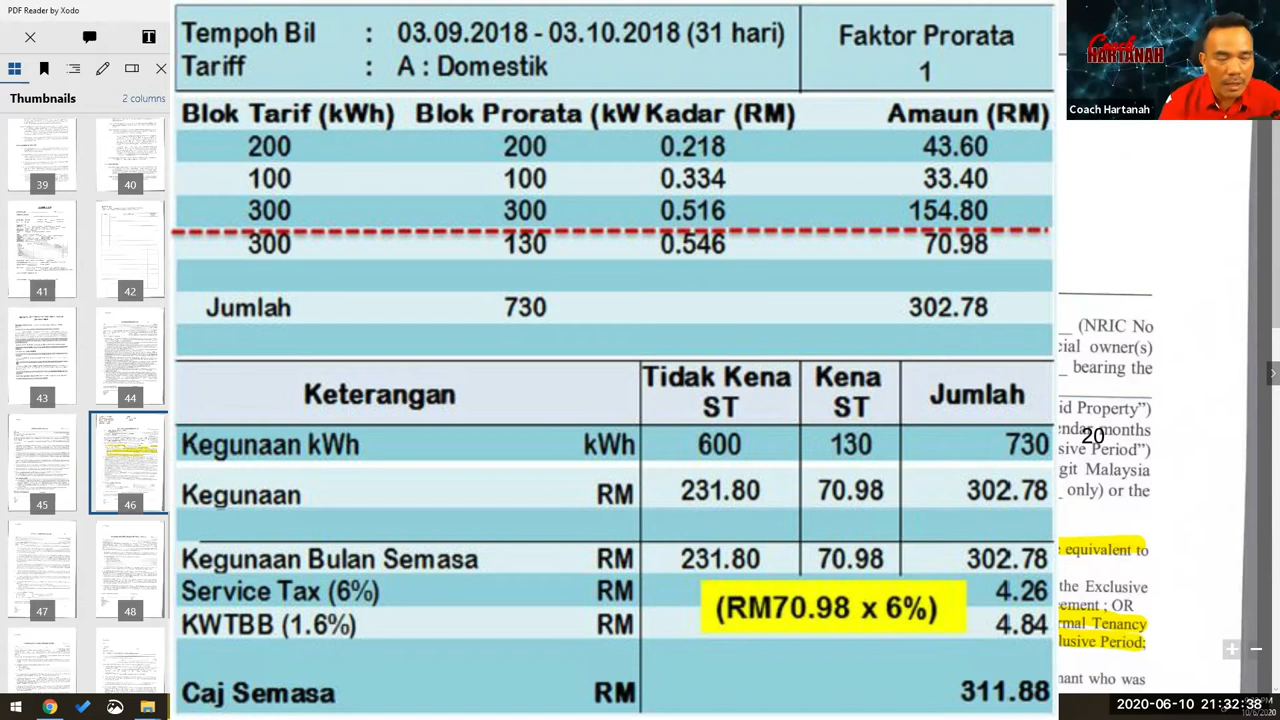 PDF Reader by Xodo
Thumbnails
2 columns
39
40
41
42
43
44
45
46
47
48
Tempoh Bil : 03.09.2018 - 03.10.2018 (31 hari)
Tariff : A : Domestik
Faktor Prorata
1
Blok Tarif (kWh) Blok Prorata (kW Kadar (RM) Amaun (RM)
200 200 0.218 43.60
100 100 0.334 33.40
300 300 0.516 154.80
300 130 0.546 70.98
Jumlah 730 302.78
Keterangan Tidak Kena ST Kena ST Jumlah
Kegunaan kWh kWh 600 130 730
Kegunaan RM 231.80 70.98 302.78
Kegunaan Bulan Semasa RM 231.80 70.98 302.78
Service Tax (6%) RM 4.26
(RM70.98 x 6%)
KWTBB (1.6%) RM 4.84
Caj Semasa RM 311.88
Coach
HARTANAH
Coach Hartanah
(NRIC No
cial owner(s)
bearing the
id Property")
endar months
20
sive Period")
git Malaysia
only) or the
equivalent to
the Exclusive
ement ; OR
rmal Tenancy
lusive Period;
nant who was
2020-06-10 21:32:38
10/6/2020